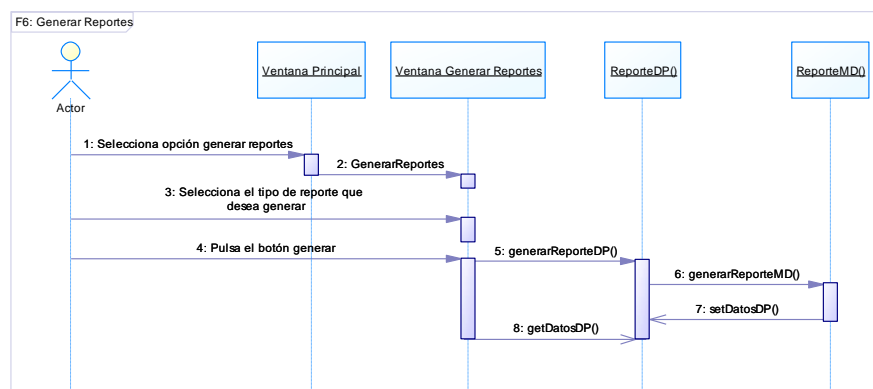 F6: Generar Reportes
Ventana Principal
Ventana Generar Reportes
ReporteDP()
ReporteMD()
Actor
1: Selecciona opción generar reportes
2: GenerarReportes
3: Selecciona el tipo de reporte que
desea generar
4: Pulsa el botón generar
5: generarReporteDP()
6: generarReporteMD()
7: setDatosDP()
8: getDatosDP()